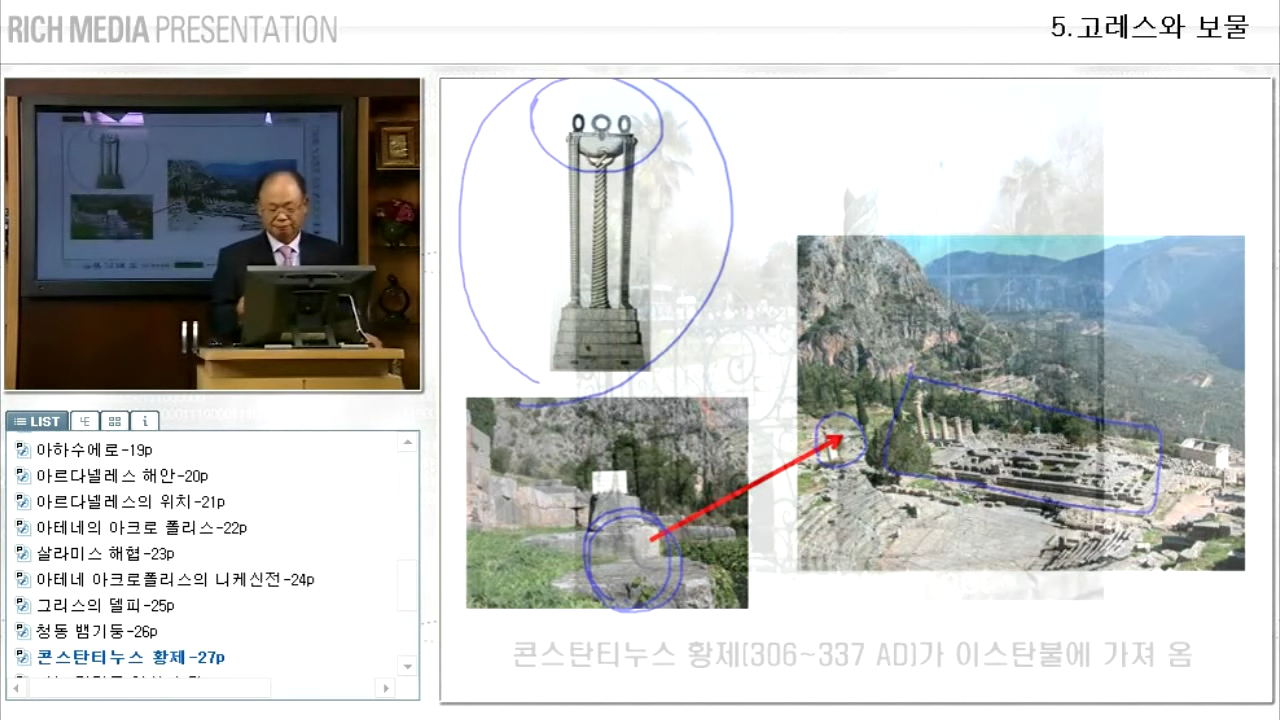 RICH MEDIA PRESENTATION
5.고레스와 보물
LIST
아하수에로-19p
아르다넬레스 해안-20p
아르다넬레스의 위치-21p
아테네의 아크로 폴리스-22p
살라미스 해협-23p
아테네 아크로폴리스의 니케신전-24p
그리스의 델피-25p
청동 뱀기둥-26p
콘스탄티누스 황제-27p
콘스탄티누스 황제(306~337 AD)가 이스탄불에 가져 옴